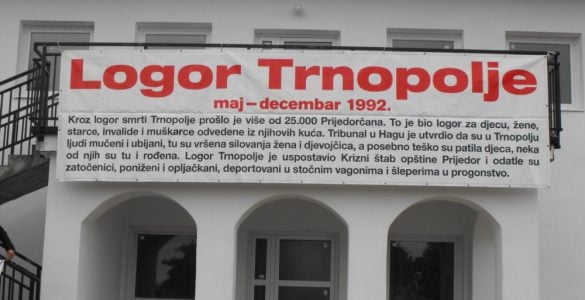 Logor Trnopolje
maj – decembar 1992.
Kroz logor smrti Trnopolje prošlo je više od 25.000 Prijedorčana. To je bio logor za djecu, žene,
starce, invalide i muškarce odvedene iz njihovih kuća. Tribunal u Hagu je utvrdio da su u Trnopolju
ljudi mučeni i ubijani, tu su vršena silovanja žena i djevojčica, a posebno teško su patila djeca, neka
od njih su tu i rođena. Logor Trnopolje je uspostavio Krizni štab opštine Prijedor i odatle su
zatočenici, poniženi i opljačkani, deportovani u stočnim vagonima i šleperima u progonstvo.